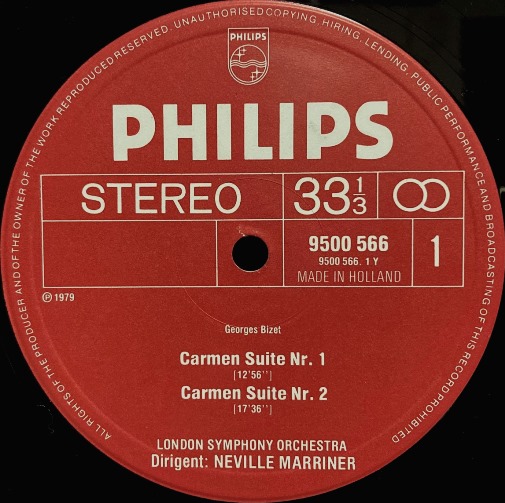 ALL RIGHTS OF THE PRODUCER AND OF THE OWNER OF THE WORK REPRODUCED RESERVED. UNAUTHORISED COPYING, HIRING, LENDING, PUBLIC PERFORMANCE AND BROADCASTING OF THIS RECORD PROHIBITED
PHILIPS
PHILIPS
STEREO 33 1/3
9500 566 1
9500 566. 1 Y
MADE IN HOLLAND
Ⓟ 1979
Georges Bizet
Carmen Suite Nr. 1
[12'56'']
Carmen Suite Nr. 2
[17'36'']
LONDON SYMPHONY ORCHESTRA
Dirigent: NEVILLE MARRINER